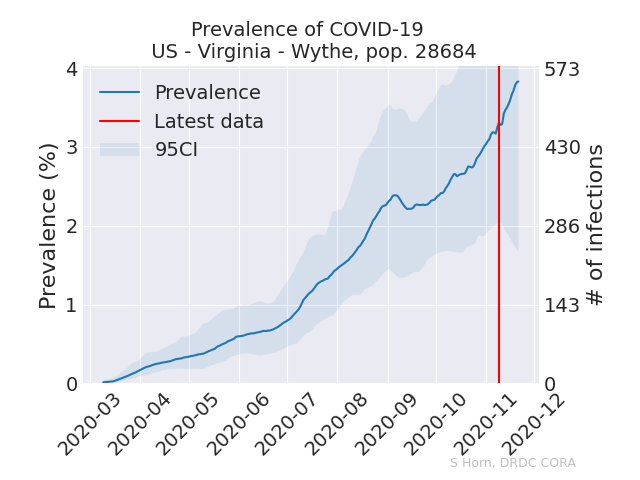 Prevalence of COVID-19
US - Virginia - Wythe, pop. 28684
Prevalence
Latest data
95CI
Prevalence (%)
4
3
2
1
0
573
430
286
143
0
# of infections
2020-03
2020-04
2020-05
2020-06
2020-07
2020-08
2020-09
2020-10
2020-11
2020-12
S Horn, DRDC CORA